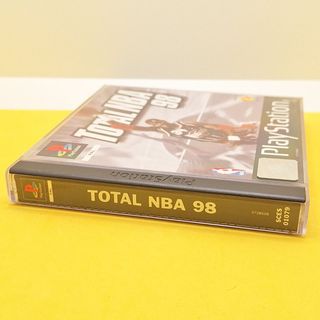 TOTAL NBA
98
PlayStation
PlayStation
TOTAL NBA 98
SCES
01079